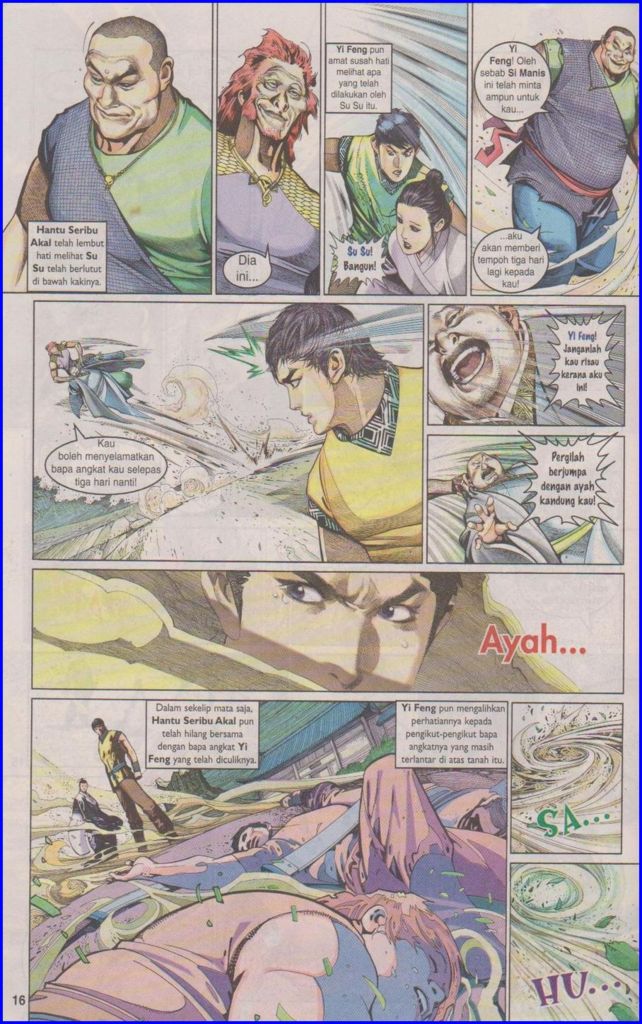 Hantu Seribu
Akal telah lembut
hati melihat Su
Su telah berlutut
di bawah kakinya.
Dia
ini...
Yi Feng pun
amat susah hati
melihat apa
yang telah
dilakukan oleh
Su Su itu.
Su Su!
Bangun!
Yi
Feng! Oleh
sebab Si Manis
ini telah minta
ampun untuk
kau...
...aku
akan memberi
tempoh tiga hari
lagi kepada
kau!
Kau
boleh menyelamatkan
bapa angkat kau selepas
tiga hari nanti!
Yi Feng!
Janganlah
kau risau
kerana aku
ini!
Pergilah
berjumpa
dengan ayah
kandung kau!
Ayah...
Dalam sekelip mata saja,
Hantu Seribu Akal pun
telah hilang bersama
dengan bapa angkat Yi
Feng yang telah diculiknya.
Yi Feng pun mengalihkan
perhatiannya kepada
pengikut-pengikut bapa
angkatnya yang masih
terlantar di atas tanah itu.
SA...
HU...
16